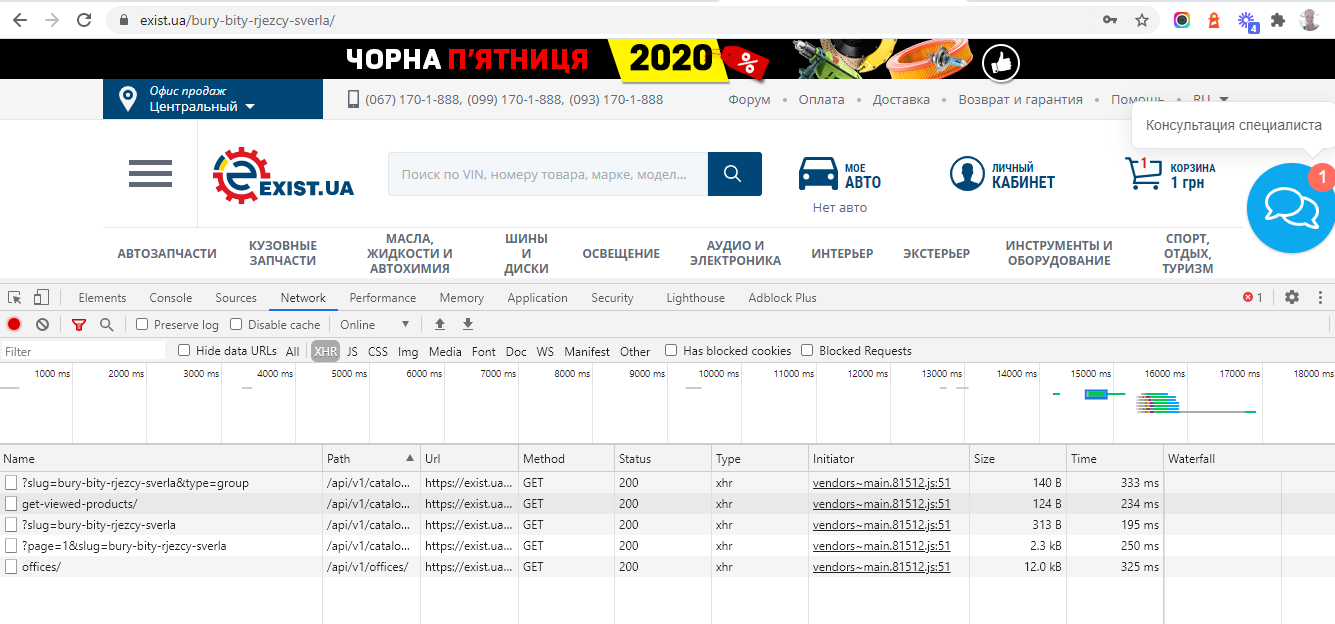 exist.ua/bury-bity-rjezcy-sverla/
4
ЧОРНА П'ЯТНИЦЯ 2020 %
Офис продаж
Центральный
(067) 170-1-888, (099) 170-1-888, (093) 170-1-888
Форум • Оплата • Доставка • Возврат и гарантия • Помощь • RU
Консультация специалиста
1
EXIST.UA
Поиск по VIN, номеру товара, марке, модел...
МОЕ
АВТО
Нет авто
ЛИЧНЫЙ
КАБИНЕТ
1
КОРЗИНА
1 грн
АВТОЗАПЧАСТИ
КУЗОВНЫЕ
ЗАПЧАСТИ
МАСЛА,
ЖИДКОСТИ И
АВТОХИМИЯ
ШИНЫ
И
ДИСКИ
ОСВЕЩЕНИЕ
АУДИО И
ЭЛЕКТРОНИКА
ИНТЕРЬЕР
ЭКСТЕРЬЕР
ИНСТРУМЕНТЫ И
ОБОРУДОВАНИЕ
СПОРТ,
ОТДЫХ,
ТУРИЗМ
Elements Console Sources Network Performance Memory Application Security Lighthouse Adblock Plus 1
Preserve log Disable cache Online
Filter Hide data URLs All XHR JS CSS Img Media Font Doc WS Manifest Other Has blocked cookies Blocked Requests
1000 ms 2000 ms 3000 ms 4000 ms 5000 ms 6000 ms 7000 ms 8000 ms 9000 ms 10000 ms 11000 ms 12000 ms 13000 ms 14000 ms 15000 ms 16000 ms 17000 ms 18000 ms
Name Path Url Method Status Type Initiator Size Time Waterfall
?slug=bury-bity-rjezcy-sverla&type=group /api/v1/catalo... https://exist.ua... GET 200 xhr vendors~main.81512.js:51 140 B 333 ms
get-viewed-products/ /api/v1/catalo... https://exist.ua... GET 200 xhr vendors~main.81512.js:51 124 B 234 ms
?slug=bury-bity-rjezcy-sverla /api/v1/catalo... https://exist.ua... GET 200 xhr vendors~main.81512.js:51 313 B 195 ms
?page=1&slug=bury-bity-rjezcy-sverla /api/v1/catalo... https://exist.ua... GET 200 xhr vendors~main.81512.js:51 2.3 kB 250 ms
offices/ /api/v1/offices/ https://exist.ua... GET 200 xhr vendors~main.81512.js:51 12.0 kB 325 ms